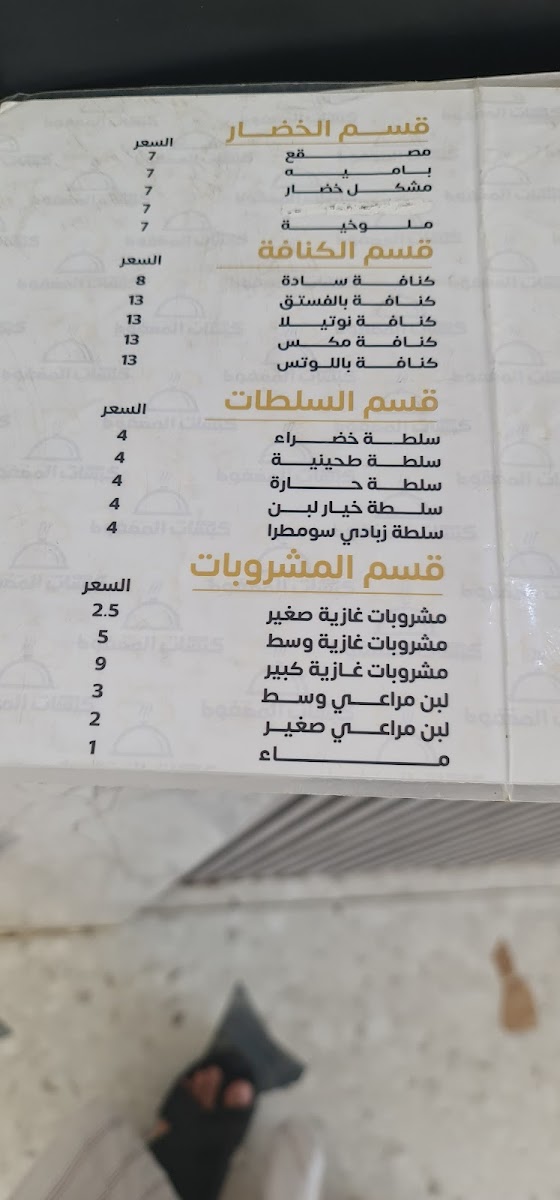 قسم الخضار
السعر
مصقع 7
باميه 7
مشكل خضار 7
7
ملوخية 7
قسم الكنافة
السعر
كنافة سادة 8
كنافة بالفستق 13
كنافة نوتيلا 13
كنافة مكس 13
كنافة باللوتس 13
قسم السلطات
السعر
سلطة خضراء 4
سلطة طحينية 4
سلطة حارة 4
سلطة خيار لبن 4
سلطة زبادي سومطرا 4
قسم المشروبات
السعر
مشروبات غازية صغير 2.5
مشروبات غازية وسط 5
مشروبات غازية كبير 9
لبن مراعي وسط 3
لبن مراعي صغير 2
ماء 1